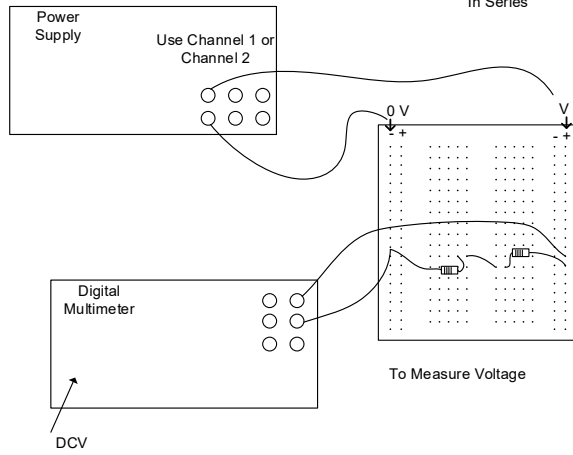 In Series
Power
Supply
Use Channel 1 or
Channel 2
0 V
V
- +
- +
Digital
Multimeter
To Measure Voltage
DCV